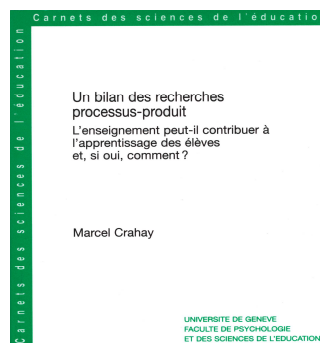 Carnets des sciences de l'éducatio
Carnets des sciences de l'éducation
Un bilan des recherches
processus-produit
L'enseignement peut-il contribuer à
l'apprentissage des élèves
et, si oui, comment ?
Marcel Crahay
UNIVERSITE DE GENEVE
FACULTE DE PSYCHOLOGIE
ET DES SCIENCES DE L'EDUCATION